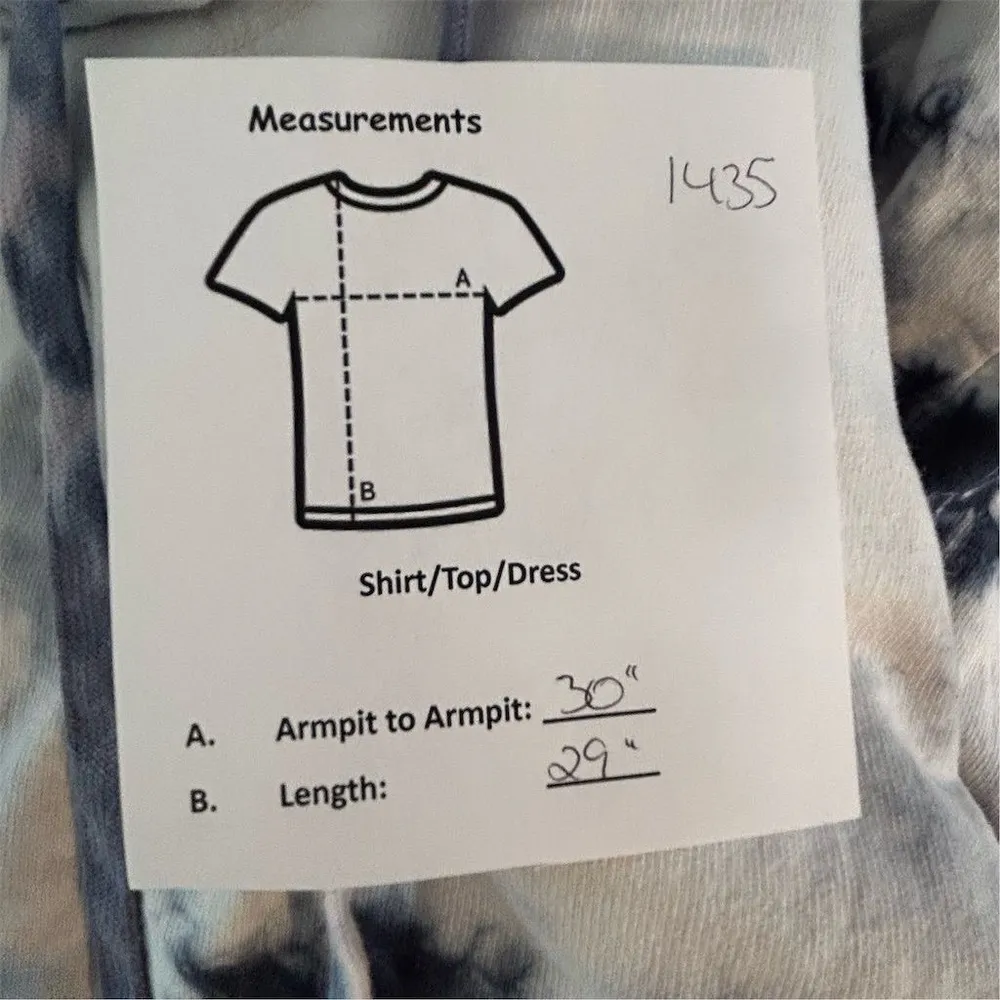 Measurements
1435
A
B
Shirt/Top/Dress
A. Armpit to Armpit: 30"
B. Length: 29"